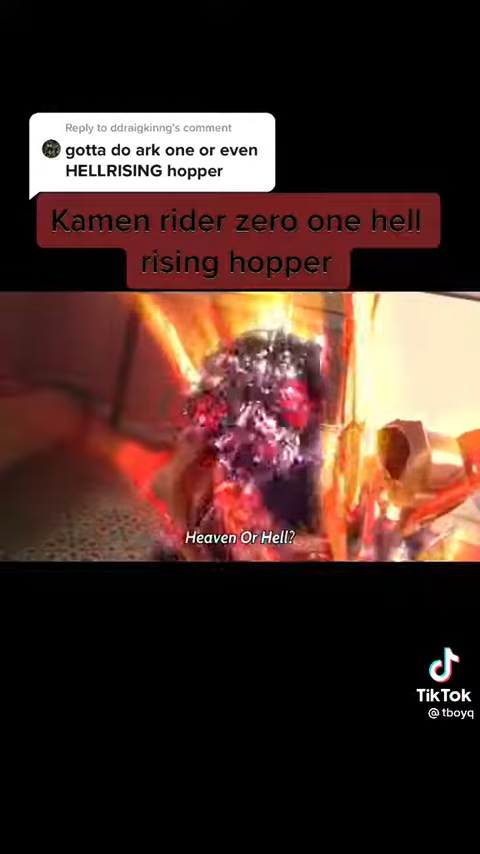 Reply to ddraigkinng's comment
gotta do ark one or even
HELLRISING hopper
Kamen rider zero one hell
rising hopper
Heaven Or Hell?
TikTok
@tboyq